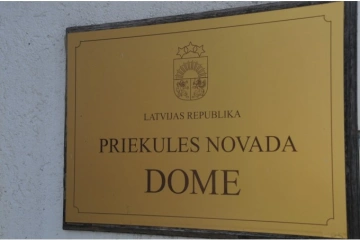 LATVIJAS REPUBLIKA
PRIEKULES NOVADA
DOME